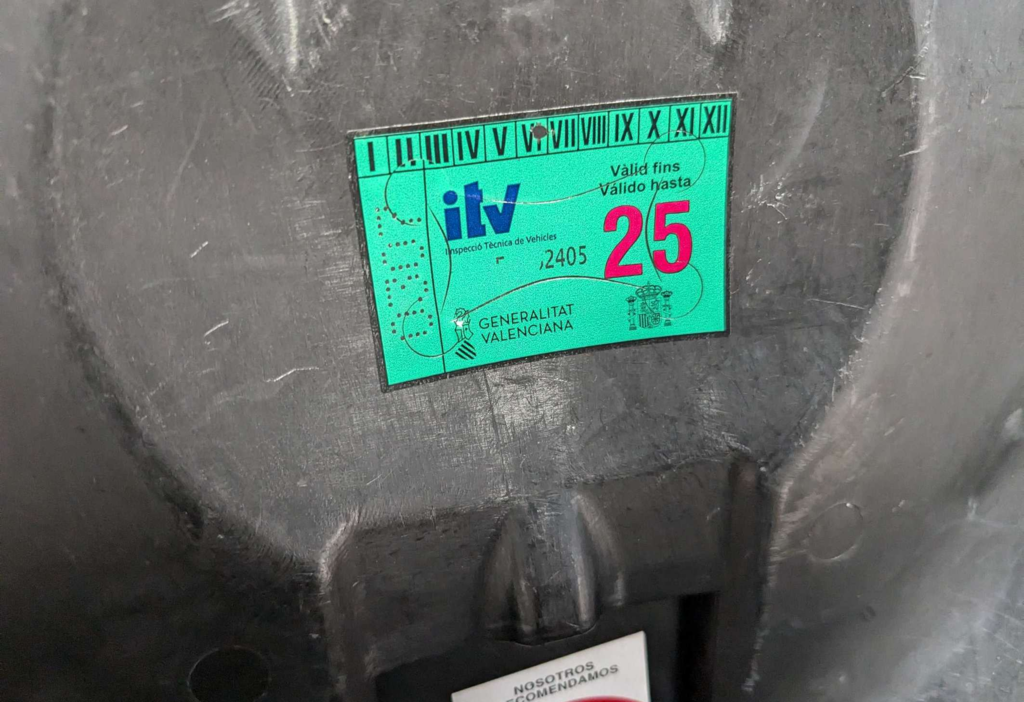 I II III IV V VI VII VIII IX X XI XII
Vàlid fins
Válido hasta
itv
25
Inspecció Tècnica de Vehicles
2405
GENERALITAT
VALENCIANA
NOSOTROS
RECOMENDAMOS